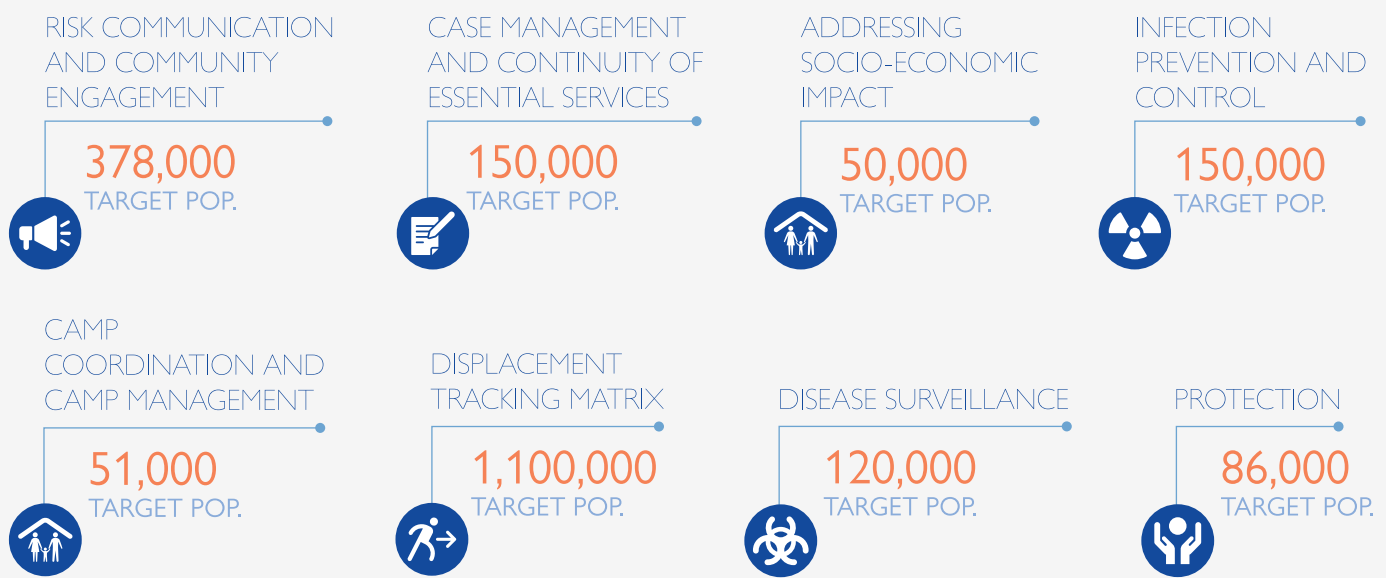 RISK COMMUNICATION
AND COMMUNITY
ENGAGEMENT
378,000
TARGET POP.
CASE MANAGEMENT
AND CONTINUITY OF
ESSENTIAL SERVICES
150,000
TARGET POP.
ADDRESSING
SOCIO-ECONOMIC
IMPACT
50,000
TARGET POP.
INFECTION
PREVENTION AND
CONTROL
150,000
TARGET POP.
CAMP
COORDINATION AND
CAMP MANAGEMENT
51,000
TARGET POP.
DISPLACEMENT
TRACKING MATRIX
1,100,000
TARGET POP.
DISEASE SURVEILLANCE
120,000
TARGET POP.
PROTECTION
86,000
TARGET POP.